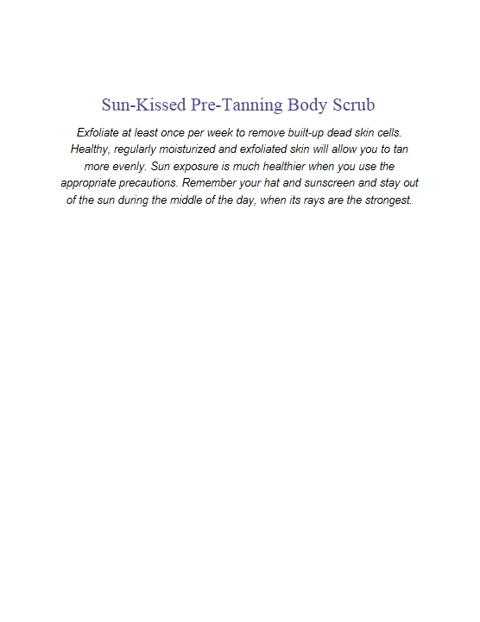 Sun-Kissed Pre-Tanning Body Scrub
Exfoliate at least once per week to remove built-up dead skin cells.
Healthy, regularly moisturized and exfoliated skin will allow you to tan
more evenly. Sun exposure is much healthier when you use the
appropriate precautions. Remember your hat and sunscreen and stay out
of the sun during the middle of the day, when its rays are the strongest.